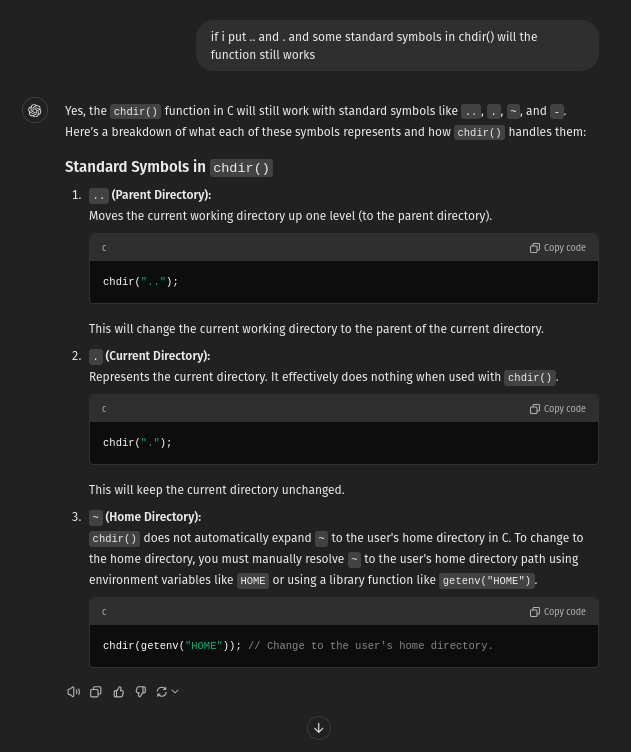 if i put .. and . and some standard symbols in chdir() will the
function still works
Yes, the chdir() function in C will still work with standard symbols like .., ., ~, and -.
Here's a breakdown of what each of these symbols represents and how chdir() handles them:
Standard Symbols in chdir()
1. .. (Parent Directory):
Moves the current working directory up one level (to the parent directory).
c Copy code
chdir("..");
This will change the current working directory to the parent of the current directory.
2. . (Current Directory):
Represents the current directory. It effectively does nothing when used with chdir().
c Copy code
chdir(".");
This will keep the current directory unchanged.
3. ~ (Home Directory):
chdir() does not automatically expand ~ to the user's home directory in C. To change to
the home directory, you must manually resolve ~ to the user's home directory path using
environment variables like HOME or using a library function like getenv("HOME").
c Copy code
chdir(getenv("HOME")); // Change to the user's home directory.